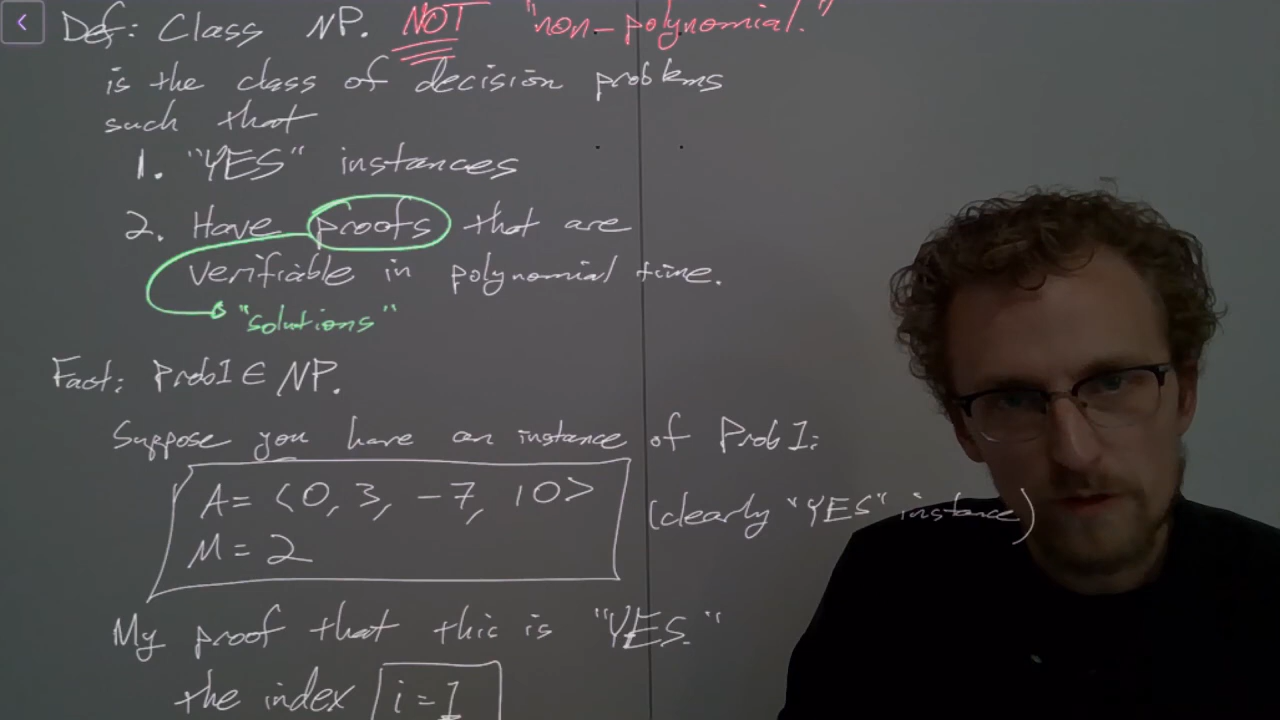 Def: Class NP. NOT "non-polynomial."
is the class of decision problems
such that
1. "YES" instances
2. Have proofs that are
verifiable in polynomial time.
"solutions"
Fact: Prob1 ∈ NP.
Suppose you have an instance of Prob1:
A = <0, 3, -7, 10>
M = 2
(clearly "YES" instance)
My proof that this is "YES"
the index i = 1